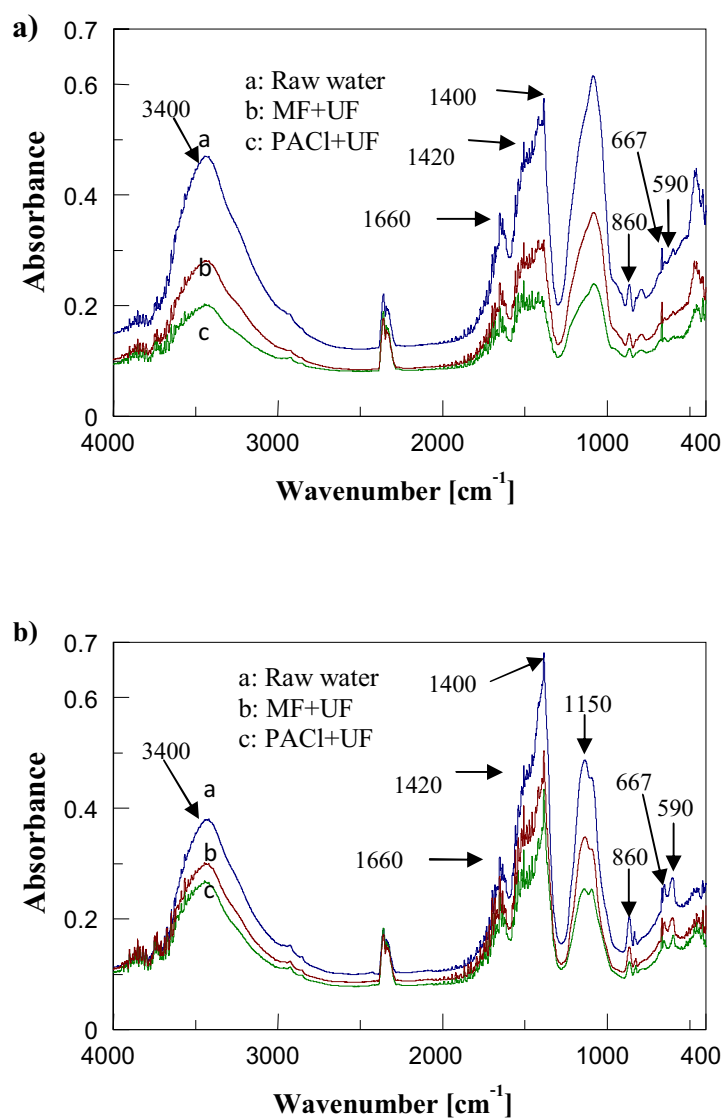 a)
0.7
0.6
0.4
0.2
0
Absorbance
a: Raw water
b: MF+UF
c: PACl+UF
3400
a
b
c
1400
1420
1660
667
590
860
4000
3000
2000
1000
400
Wavenumber [cm-1]
b)
0.7
0.6
0.4
0.2
0
Absorbance
a: Raw water
b: MF+UF
c: PACl+UF
3400
a
b
c
1400
1150
1420
1660
667
590
860
4000
3000
2000
1000
400
Wavenumber [cm-1]